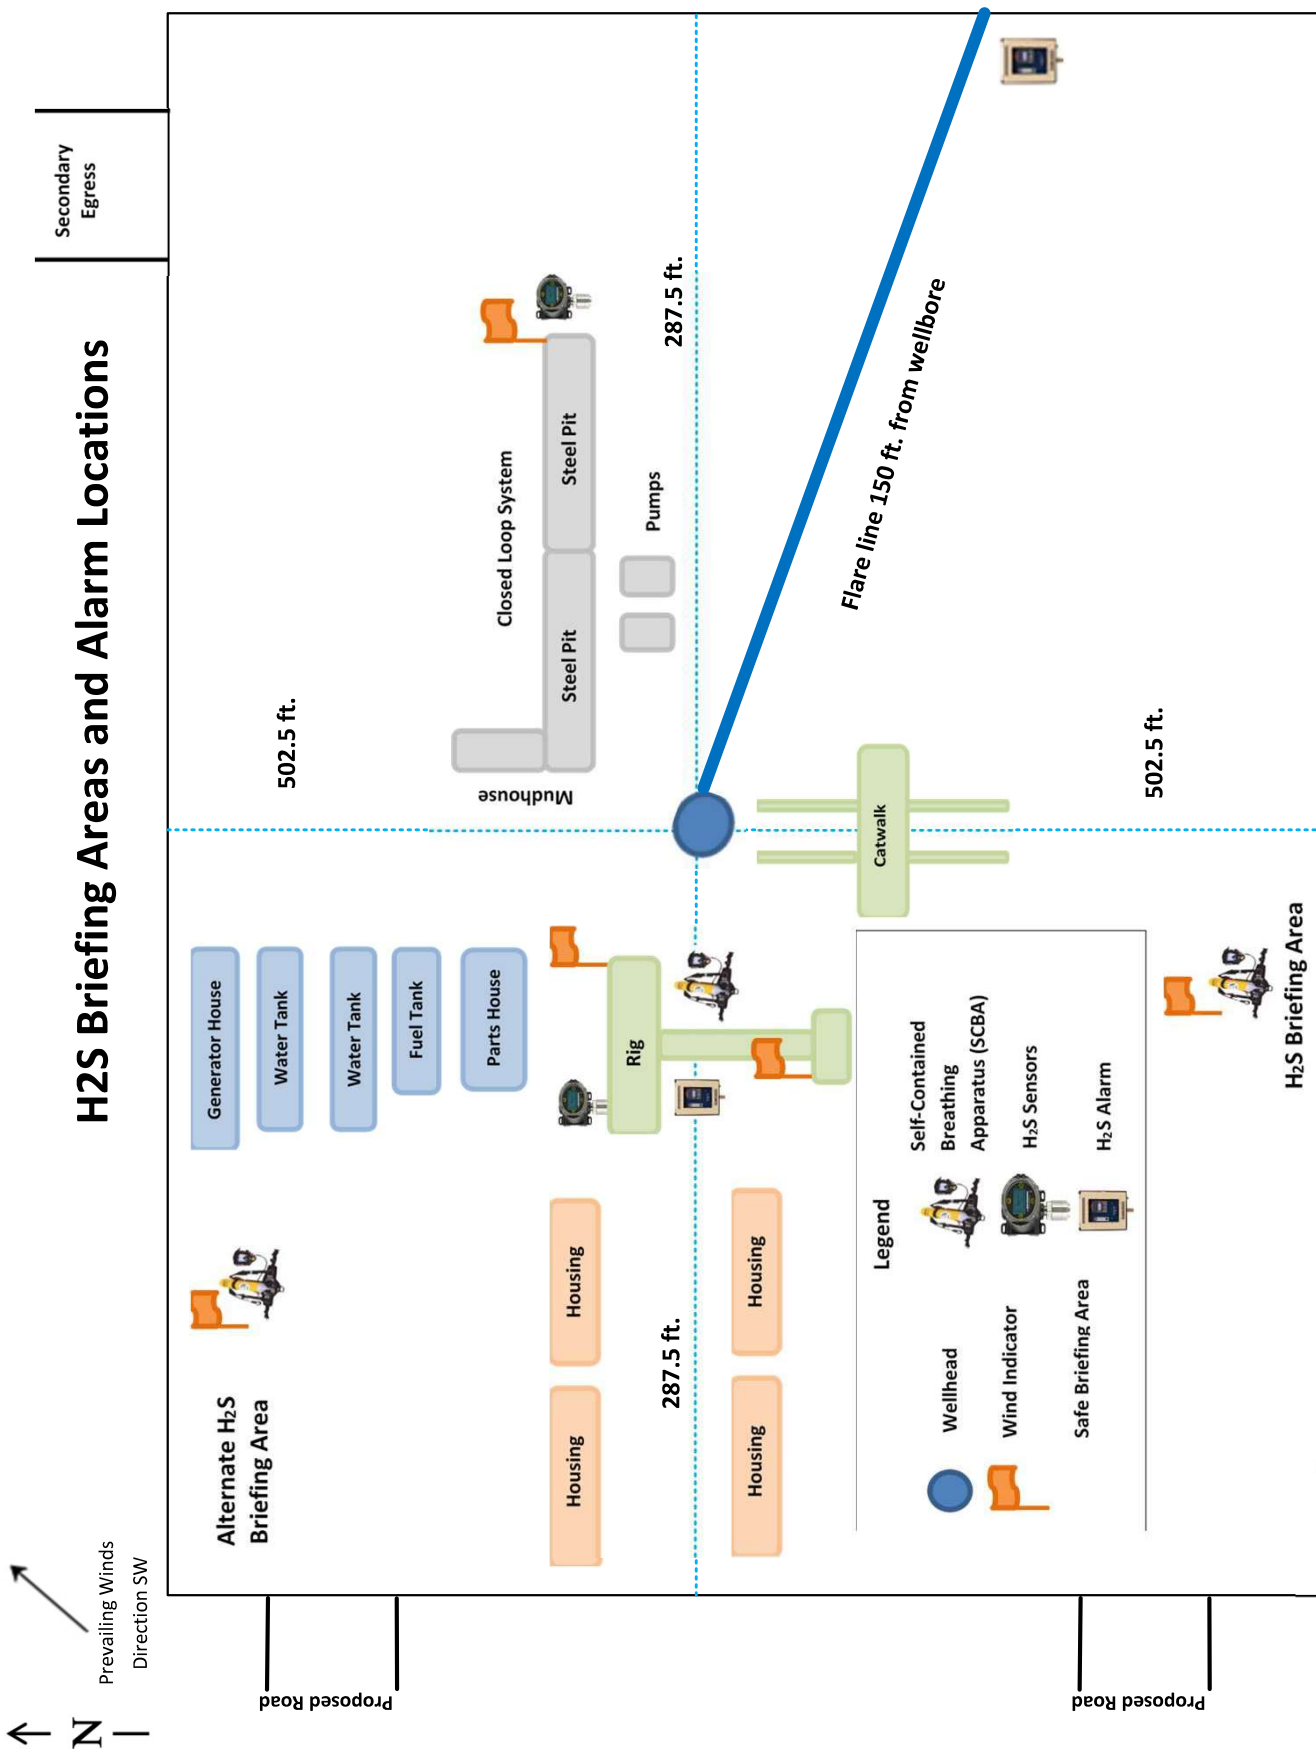 H2S Briefing Areas and Alarm Locations
Prevailing Winds
Direction SW
N
Secondary
Egress
Proposed Road
Proposed Road
Alternate H₂S
Briefing Area
Generator House
Water Tank
Water Tank
Fuel Tank
Parts House
502.5 ft.
Closed Loop System
Mudhouse
Steel Pit
Steel Pit
Pumps
287.5 ft.
287.5 ft.
Housing
Housing
Housing
Housing
Rig
Catwalk
Flare line 150 ft. from wellbore
502.5 ft.
Legend
Wellhead
Wind Indicator
Safe Briefing Area
Self-Contained
Breathing
Apparatus (SCBA)
H₂S Sensors
H₂S Alarm
H₂S Briefing Area